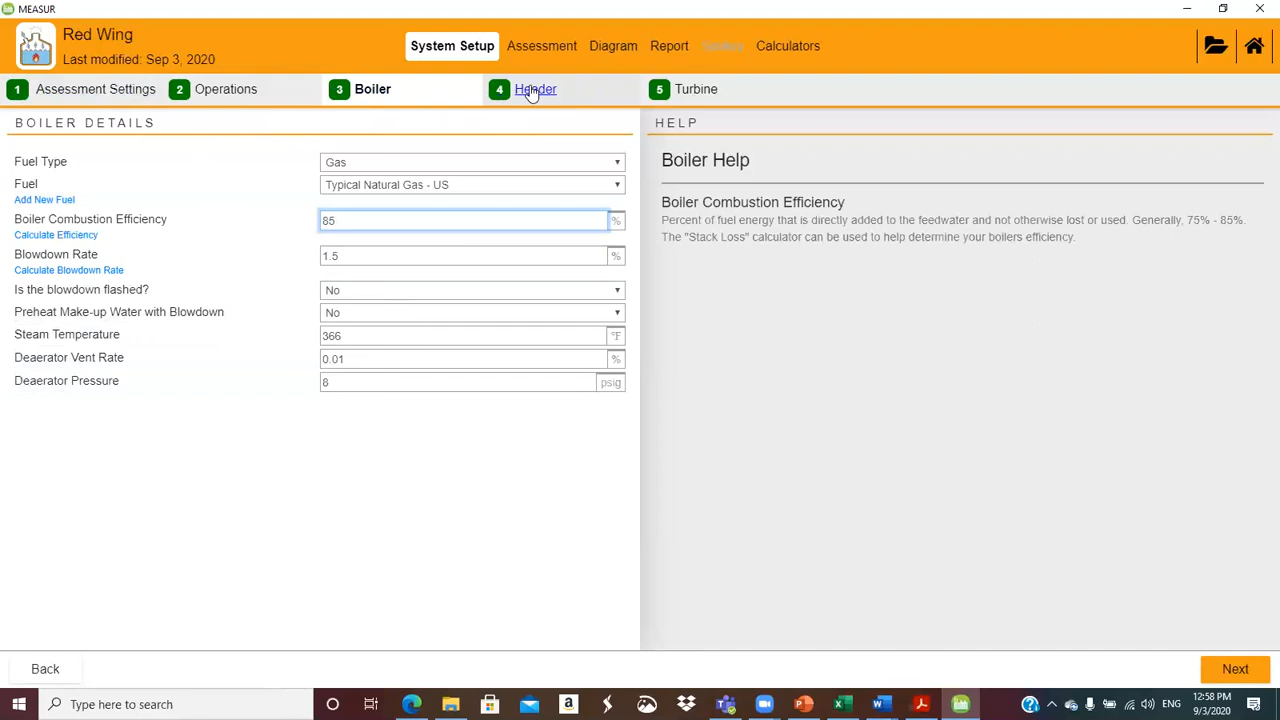 MEASUR
Red Wing
Last modified: Sep 3, 2020
System Setup Assessment Diagram Report Calculators
1 Assessment Settings 2 Operations 3 Boiler 4 Header 5 Turbine
BOILER DETAILS
Fuel Type Gas
Fuel Typical Natural Gas - US
Add New Fuel
Boiler Combustion Efficiency 85 %
Calculate Efficiency
Blowdown Rate 1.5 %
Calculate Blowdown Rate
Is the blowdown flashed? No
Preheat Make-up Water with Blowdown No
Steam Temperature 366 °F
Deaerator Vent Rate 0.01 %
Deaerator Pressure 8 psig
HELP
Boiler Help
Boiler Combustion Efficiency
Percent of fuel energy that is directly added to the feedwater and not otherwise lost or used. Generally, 75% - 85%.
The "Stack Loss" calculator can be used to help determine your boilers efficiency.
Back Next
Type here to search
ENG
12:58 PM
9/3/2020